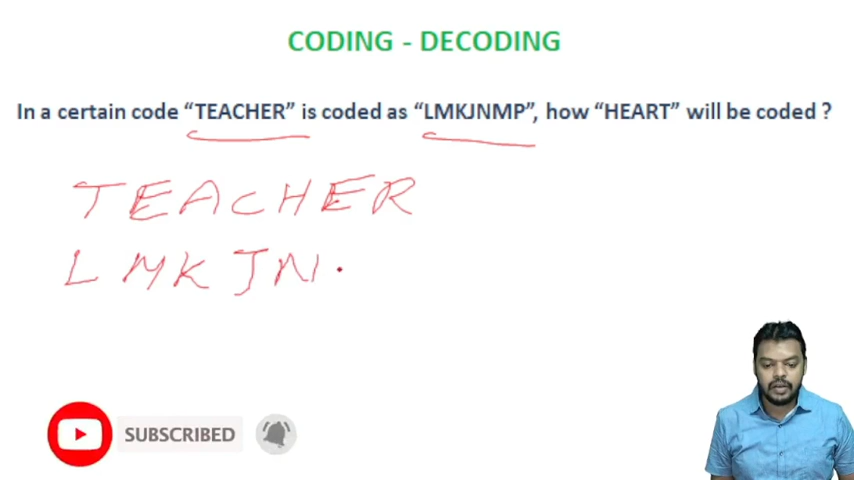 CODING - DECODING
In a certain code “TEACHER” is coded as “LMKJNMP”, how “HEART” will be coded ?
TEACHER
LMKJN
SUBSCRIBED